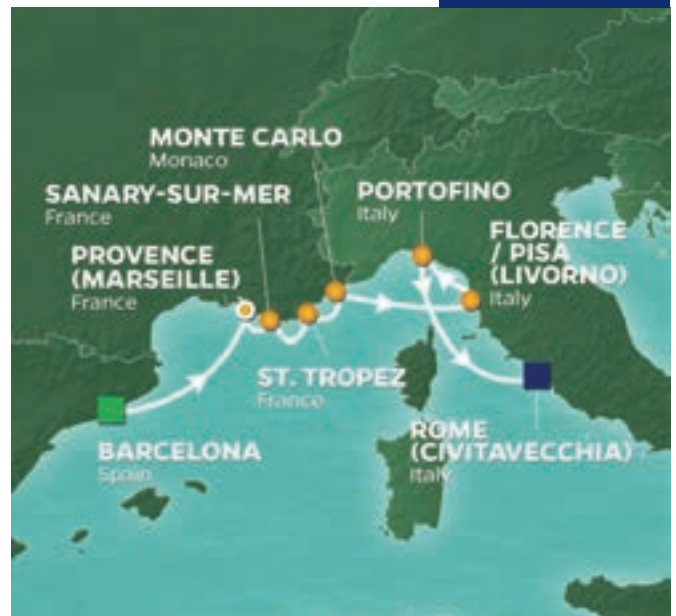 MONTE CARLO
Monaco
SANARY-SUR-MER
France
PORTOFINO
Italy
PROVENCE
(MARSEILLE)
France
FLORENCE
/ PISA
(LIVORNO)
Italy
ST. TROPEZ
France
BARCELONA
Spain
ROME
(CIVITAVECCHIA)
Italy